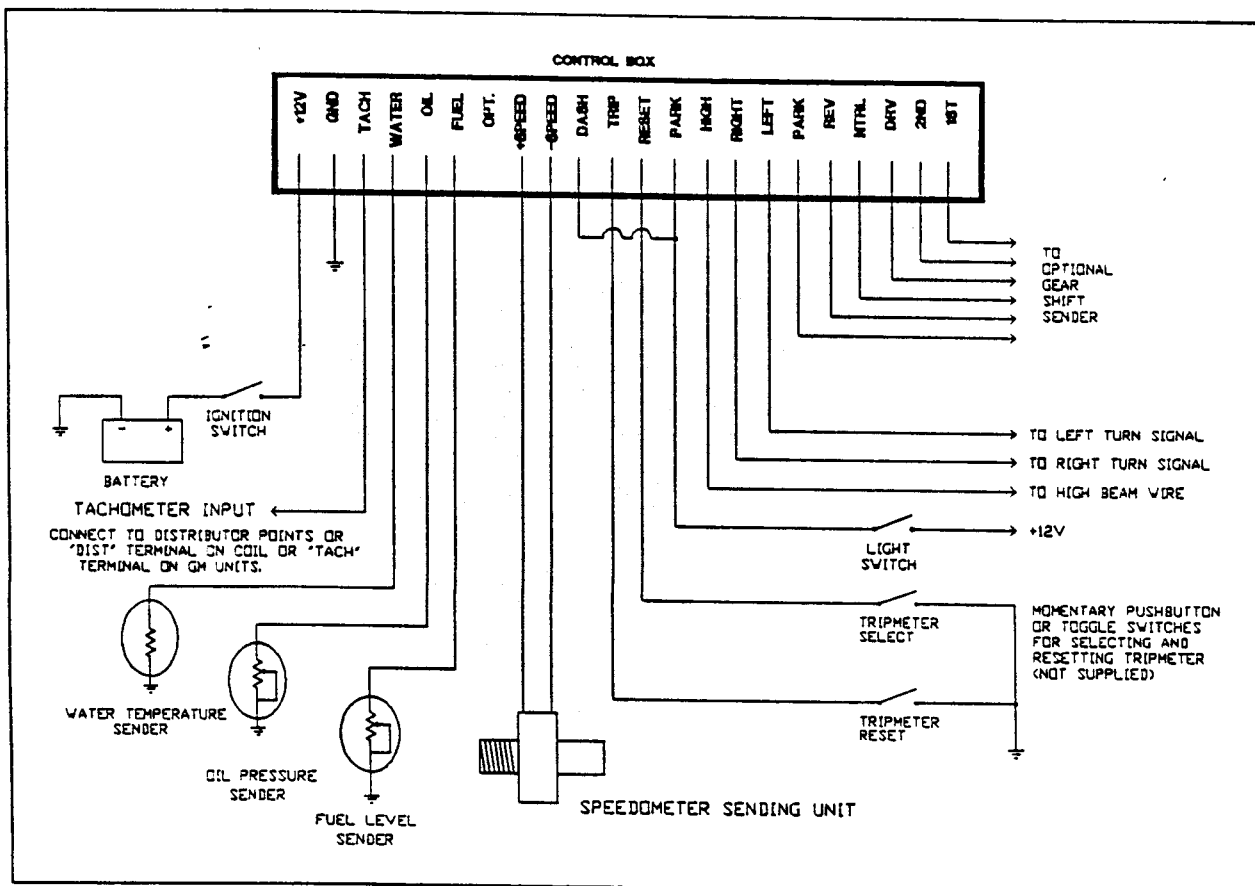 CONTROL BOX
+12V
GND
TACH
WATER
OIL
FUEL
OPT.
+SPEED
-SPEED
DASH
TRIP
RESET
PARK
HIGH
RIGHT
LEFT
PARK
REV
NTRL
DRV
2ND
1ST
TO
OPTIONAL
GEAR
SHIFT
SENDER
IGNITION
SWITCH
- +
BATTERY
TACHOMETER INPUT
CONNECT TO DISTRIBUTOR POINTS OR
"DIST" TERMINAL ON COIL OR "TACH"
TERMINAL ON GM UNITS.
TO LEFT TURN SIGNAL
TO RIGHT TURN SIGNAL
TO HIGH BEAM WIRE
+12V
LIGHT
SWITCH
TRIPMETER
SELECT
MOMENTARY PUSHBUTTON
OR TOGGLE SWITCHES
FOR SELECTING AND
RESETTING TRIPMETER
(NOT SUPPLIED)
TRIPMETER
RESET
WATER TEMPERATURE
SENDER
OIL PRESSURE
SENDER
FUEL LEVEL
SENDER
SPEEDOMETER SENDING UNIT